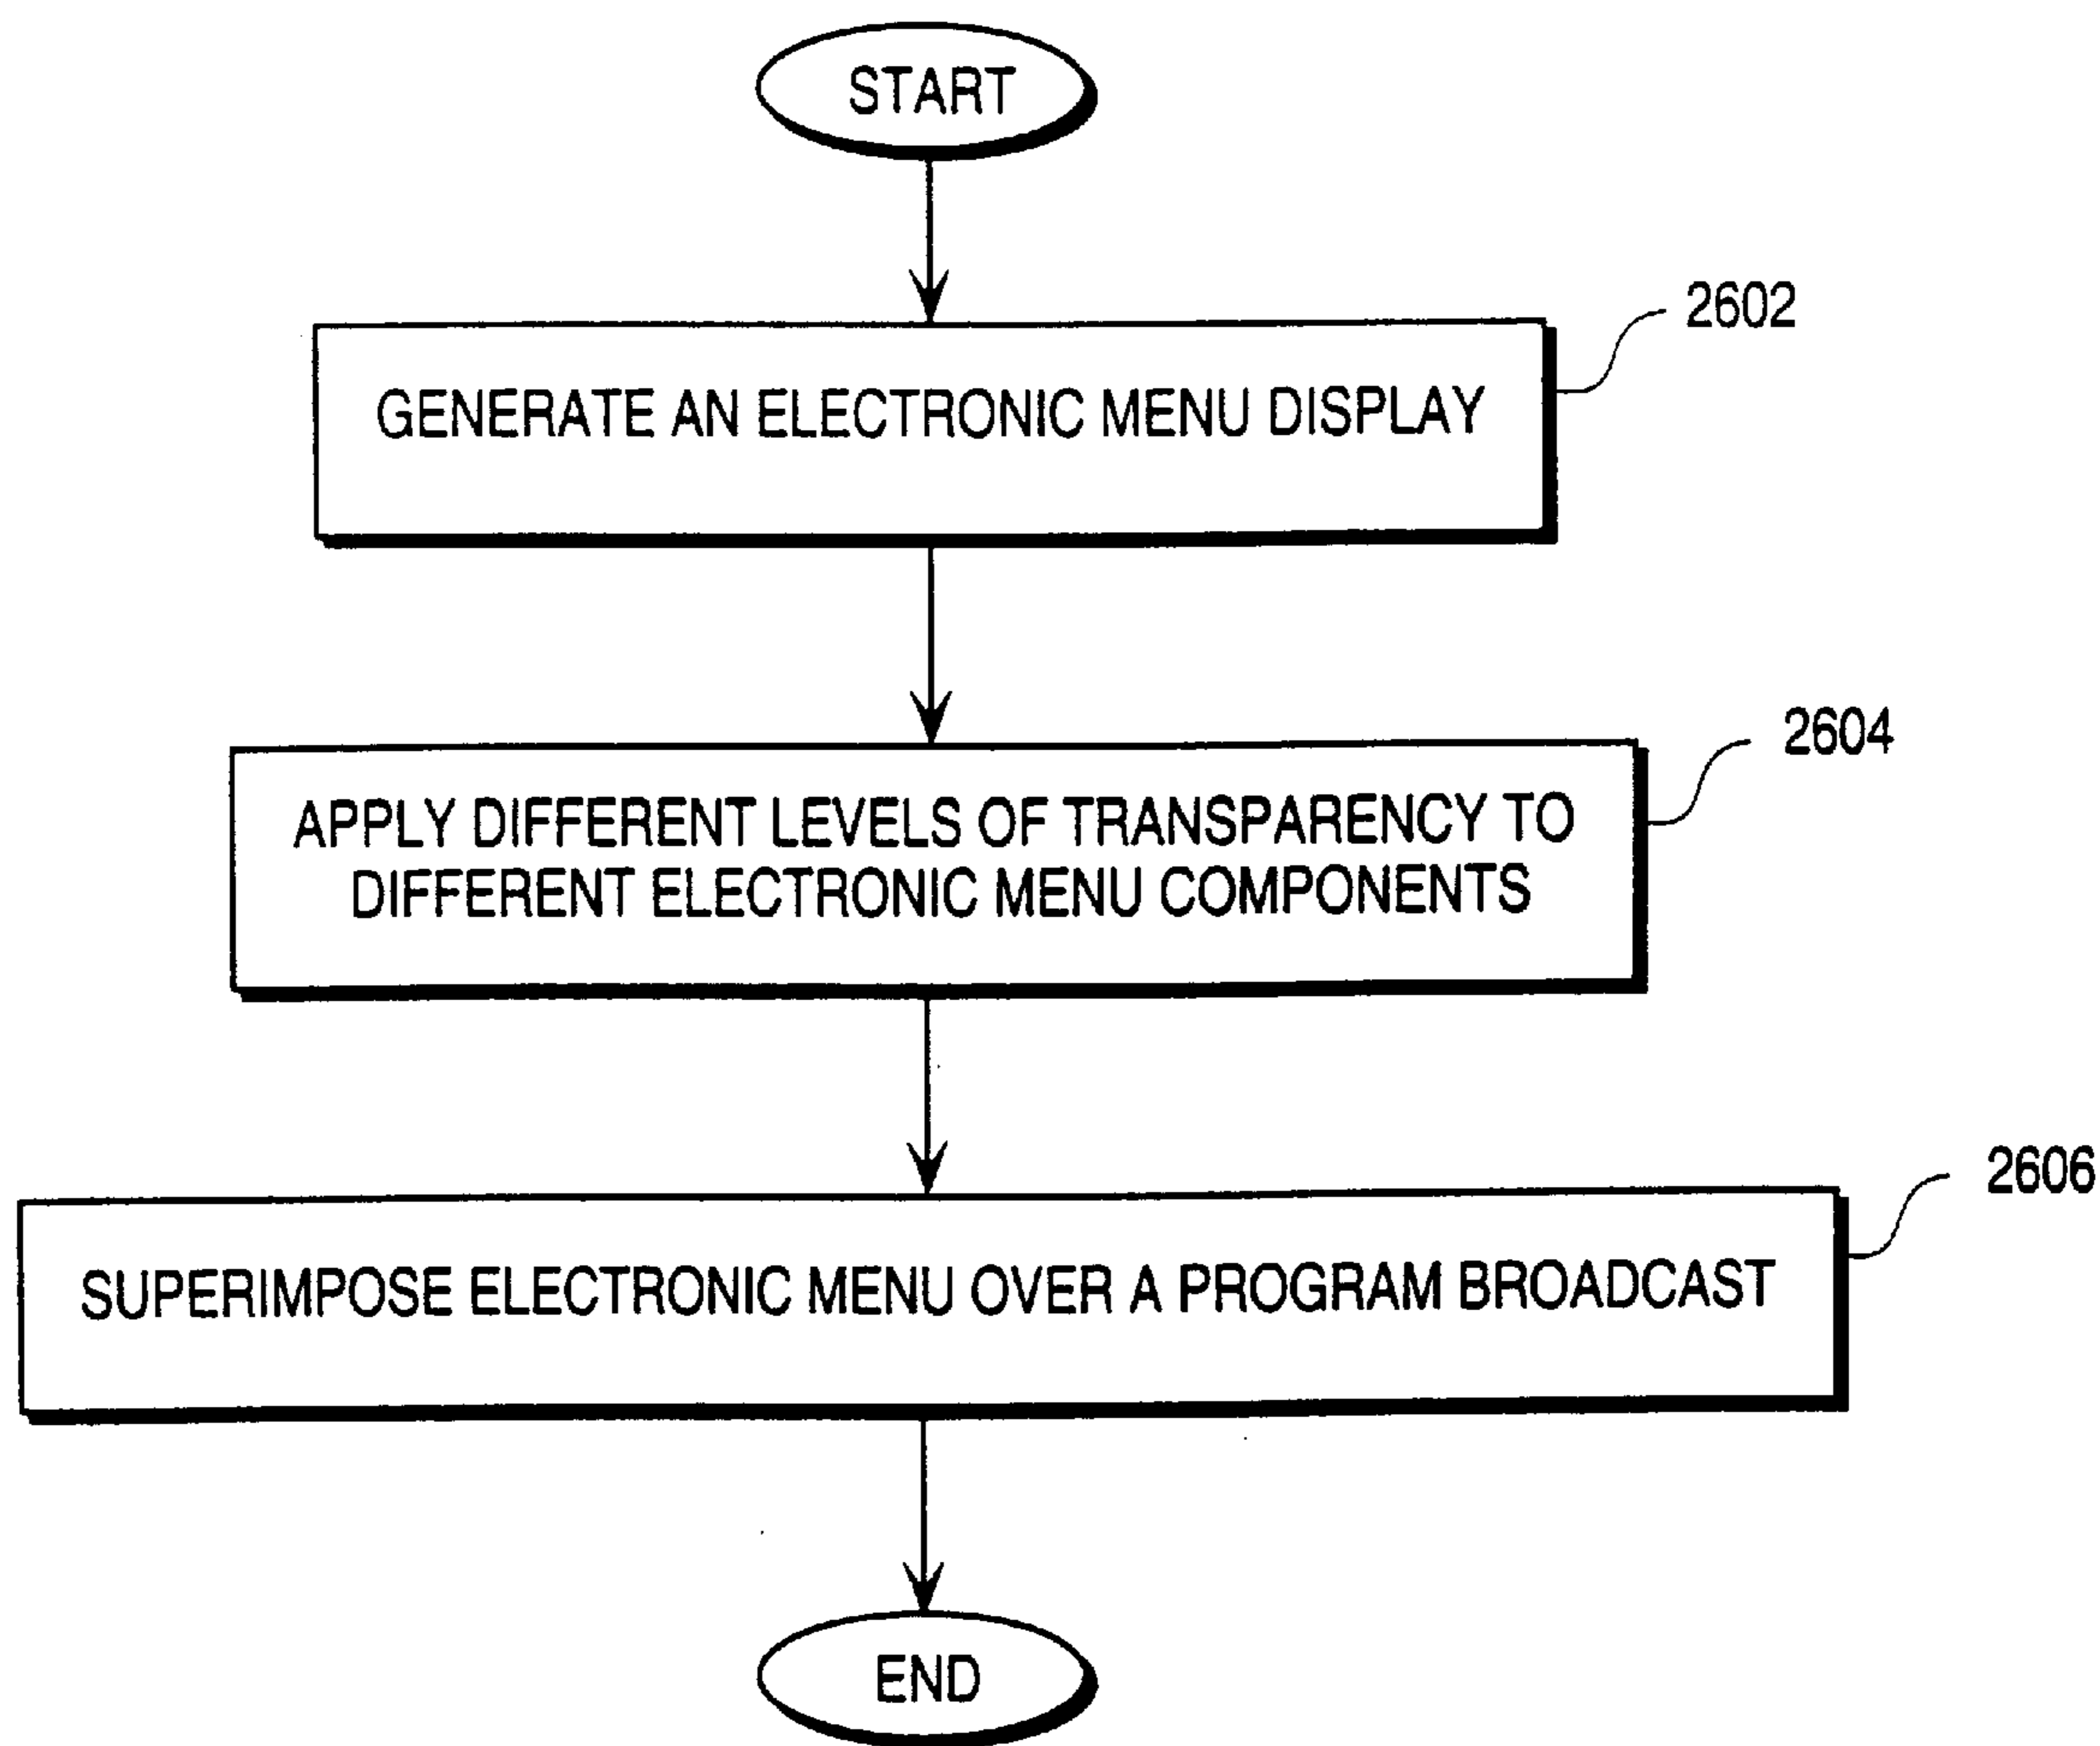 START
2602
GENERATE AN ELECTRONIC MENU DISPLAY
2604
APPLY DIFFERENT LEVELS OF TRANSPARENCY TO
DIFFERENT ELECTRONIC MENU COMPONENTS
2606
SUPERIMPOSE ELECTRONIC MENU OVER A PROGRAM BROADCAST
END